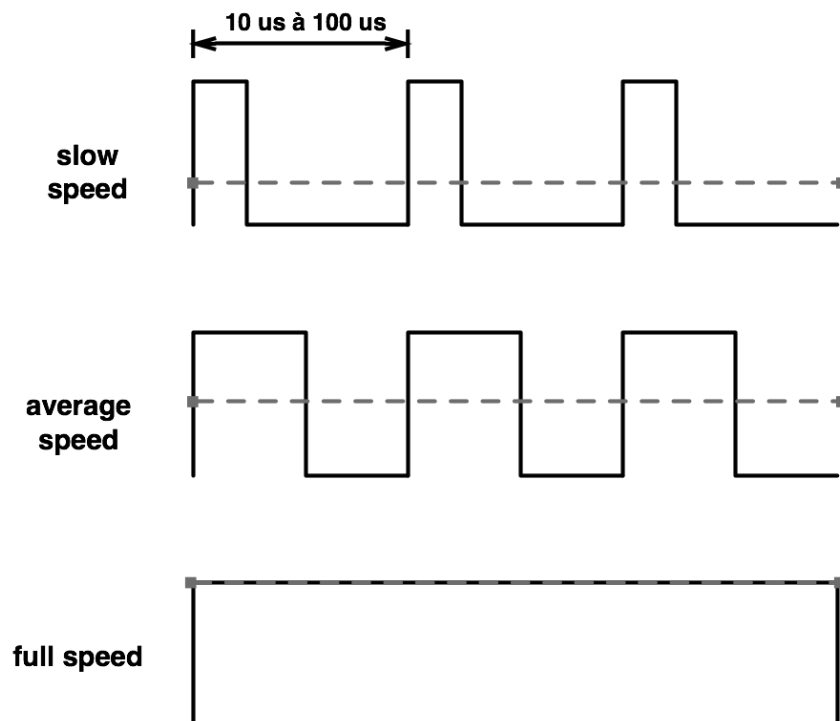 10 us à 100 us
slow
speed
average
speed
full speed